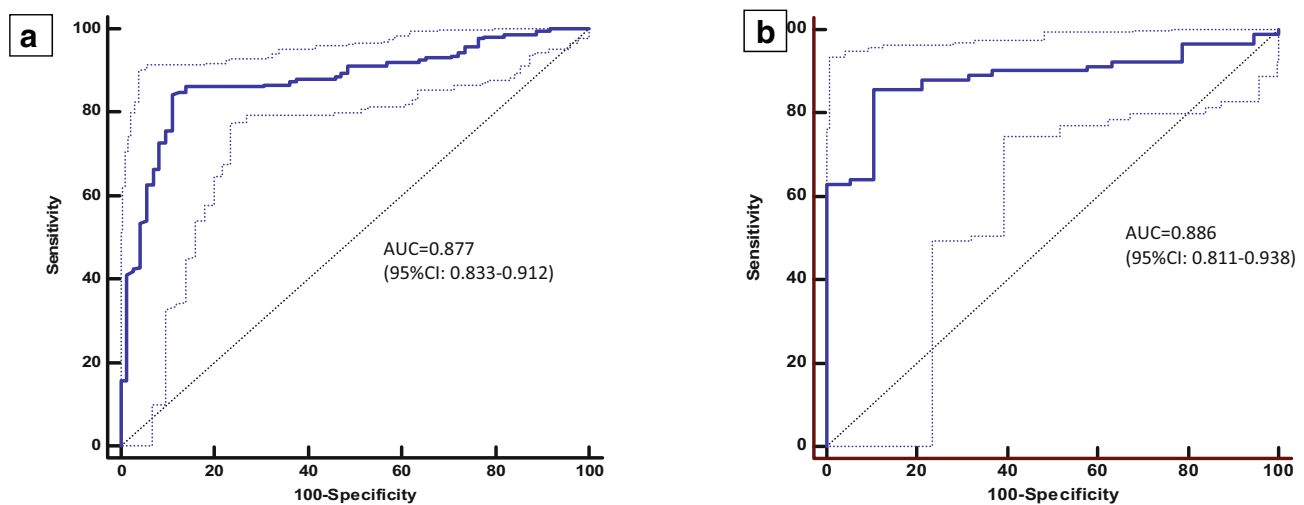 a
100
80
60
40
20
0
Sensitivity
AUC=0.877
(95%CI: 0.833-0.912)
0 20 40 60 80 100
100-Specificity
b
00
80
60
40
20
0
Sensitivity
AUC=0.886
(95%CI: 0.811-0.938)
0 20 40 60 80 100
100-Specificity